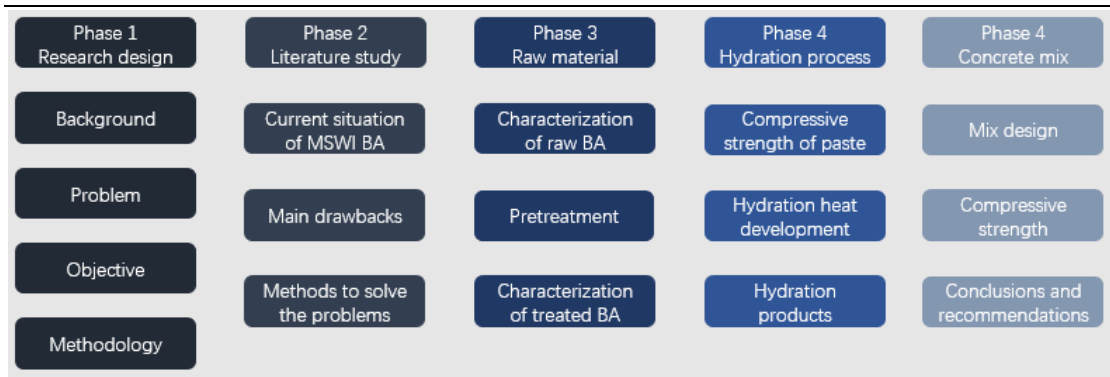 Phase 1
Research design
Background
Problem
Objective
Methodology
Phase 2
Literature study
Current situation
of MSWI BA
Main drawbacks
Methods to solve
the problems
Phase 3
Raw material
Characterization
of raw BA
Pretreatment
Characterization
of treated BA
Phase 4
Hydration process
Compressive
strength of paste
Hydration heat
development
Hydration
products
Phase 4
Concrete mix
Mix design
Compressive
strength
Conclusions and
recommendations